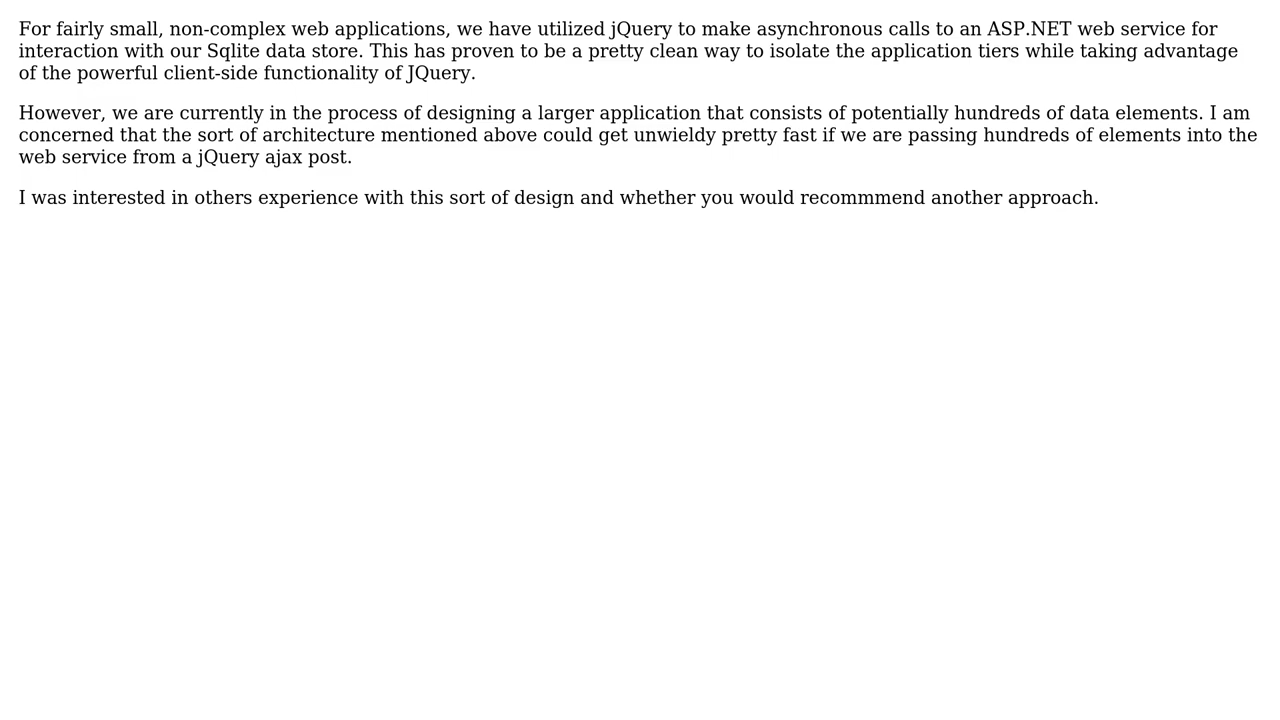 For fairly small, non-complex web applications, we have utilized jQuery to make asynchronous calls to an ASP.NET web service for
interaction with our Sqlite data store. This has proven to be a pretty clean way to isolate the application tiers while taking advantage
of the powerful client-side functionality of JQuery.
However, we are currently in the process of designing a larger application that consists of potentially hundreds of data elements. I am
concerned that the sort of architecture mentioned above could get unwieldy pretty fast if we are passing hundreds of elements into the
web service from a jQuery ajax post.
I was interested in others experience with this sort of design and whether you would recommmend another approach.